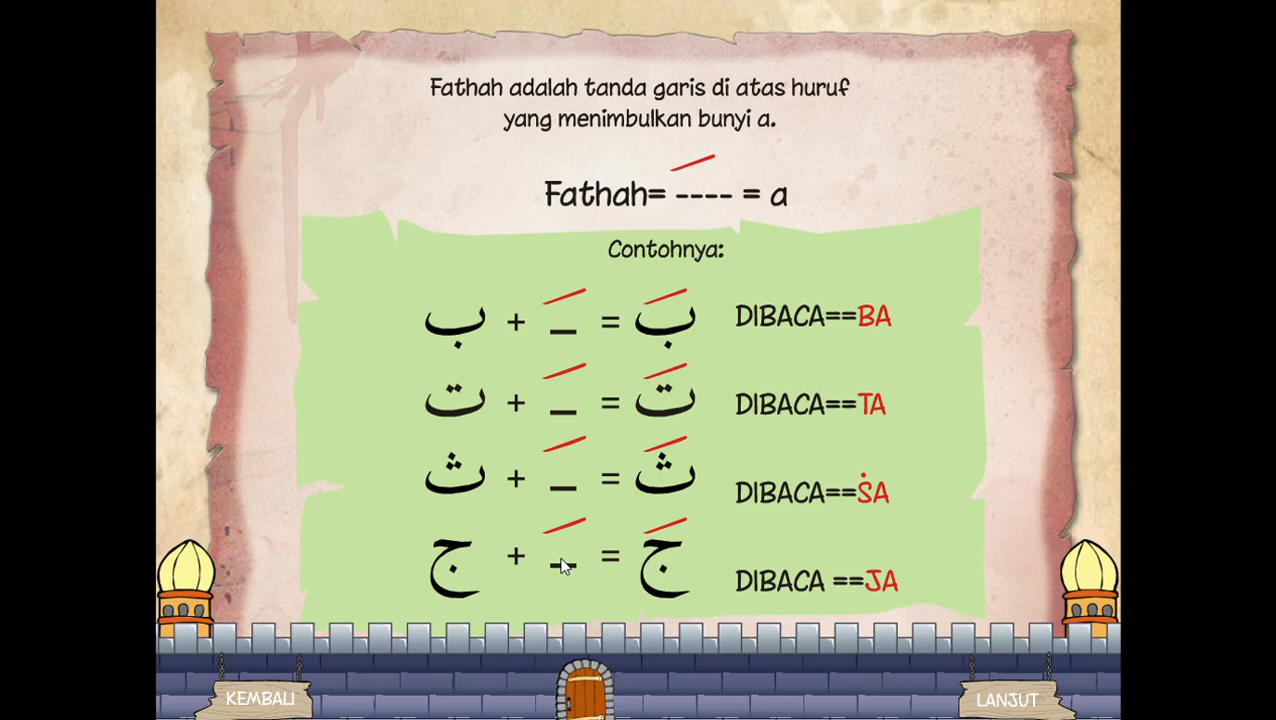 Fathah adalah tanda garis di atas huruf
yang menimbulkan bunyi a.
Fathah= ---- = a
Contohnya:
ب + _َ = بَ DIBACA==BA
ت + _َ = تَ DIBACA==TA
ث + _َ = ثَ DIBACA==ṠA
ج + _َ = جَ DIBACA ==JA
KEMBALI
LANJUT